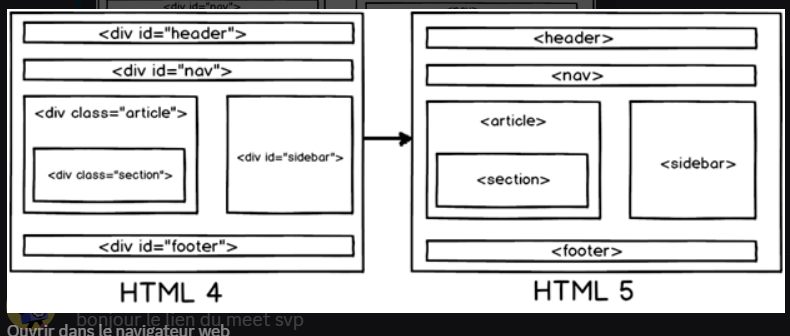 <div id="nav">
<div id="header">
<header>
<div id="nav">
<nav>
<div class="article">
<article>
<div id="sidebar">
<sidebar>
<div class="section">
<section>
<div id="footer">
<footer>
HTML 4
HTML 5
bonjour le lien du meet svp
Ouvrir dans le navigateur web